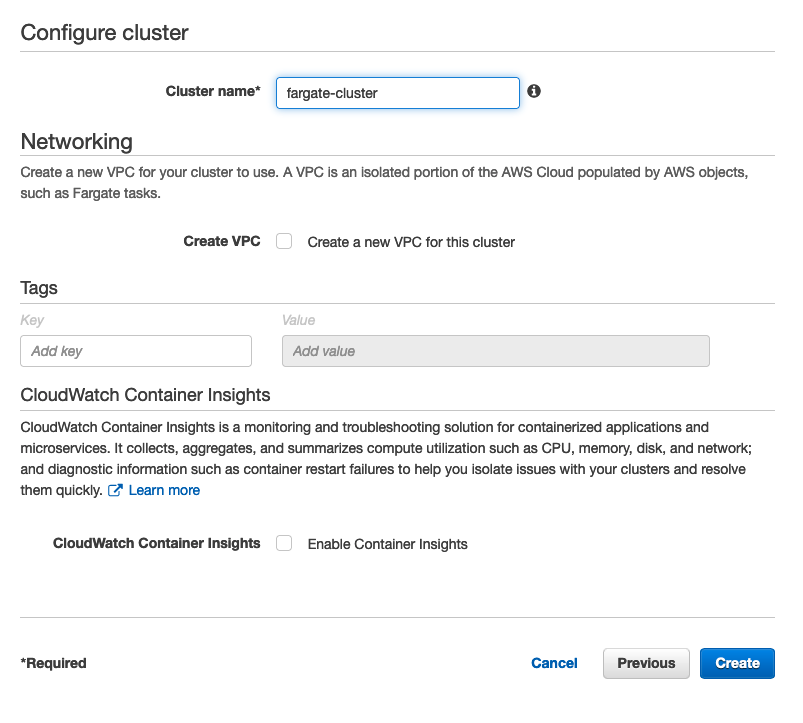 Configure cluster
Cluster name*
fargate-cluster
Networking
Create a new VPC for your cluster to use. A VPC is an isolated portion of the AWS Cloud populated by AWS objects,
such as Fargate tasks.
Create VPC
Create a new VPC for this cluster
Tags
Key
Value
Add key
Add value
CloudWatch Container Insights
CloudWatch Container Insights is a monitoring and troubleshooting solution for containerized applications and
microservices. It collects, aggregates, and summarizes compute utilization such as CPU, memory, disk, and network;
and diagnostic information such as container restart failures to help you isolate issues with your clusters and resolve
them quickly. Learn more
CloudWatch Container Insights
Enable Container Insights
*Required
Cancel
Previous
Create